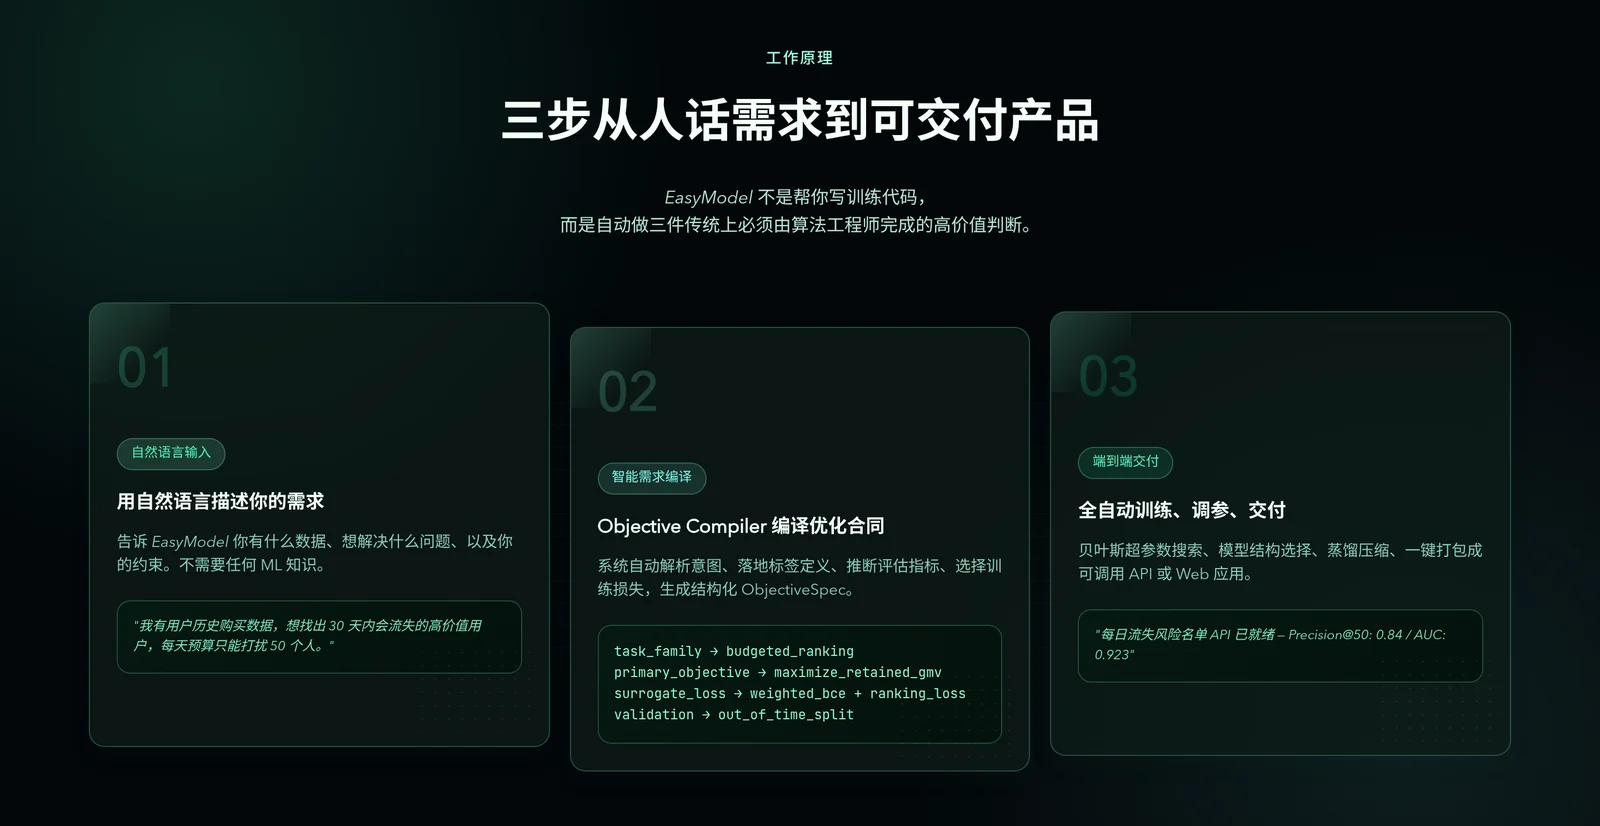 工作原理
三步从人话需求到可交付产品
EasyModel 不是帮你写训练代码，
而是自动做三件传统上必须由算法工程师完成的高价值判断。
01
自然语言输入
用自然语言描述你的需求
告诉 EasyModel 你有什么数据、想解决什么问题、以及你
的约束。不需要任何 ML 知识。
"我有用户历史购买数据，想找出 30 天内会流失的高价值用
户，每天预算只能打扰 50 个人。"
02
智能需求编译
Objective Compiler 编译优化合同
系统自动解析意图、落地标签定义、推断评估指标、选择训
练损失，生成结构化 ObjectiveSpec。
task_family → budgeted_ranking
primary_objective → maximize_retained_gmv
surrogate_loss → weighted_bce + ranking_loss
validation → out_of_time_split
03
端到端交付
全自动训练、调参、交付
贝叶斯超参数搜索、模型结构选择、蒸馏压缩、一键打包成
可调用 API 或 Web 应用。
"每日流失风险名单 API 已就绪 — Precision@50: 0.84 / AUC:
0.923"